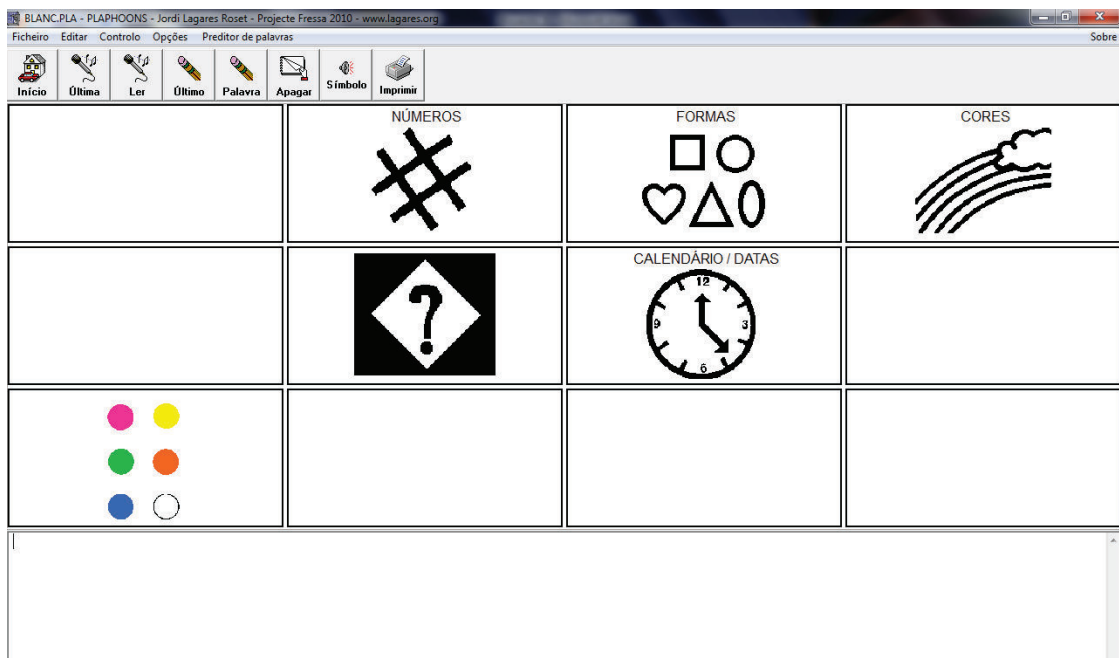 BLANC.PLA - PLAPHOONS - Jordi Lagares Roset - Projecte Fressa 2010 - www.lagares.org
Ficheiro Editar Controlo Opções Preditor de palavras Sobre
Início Última Ler Último Palavra Apagar Símbolo Imprimir
NÚMEROS FORMAS CORES
?
CALENDÁRIO / DATAS
12
9 3
6